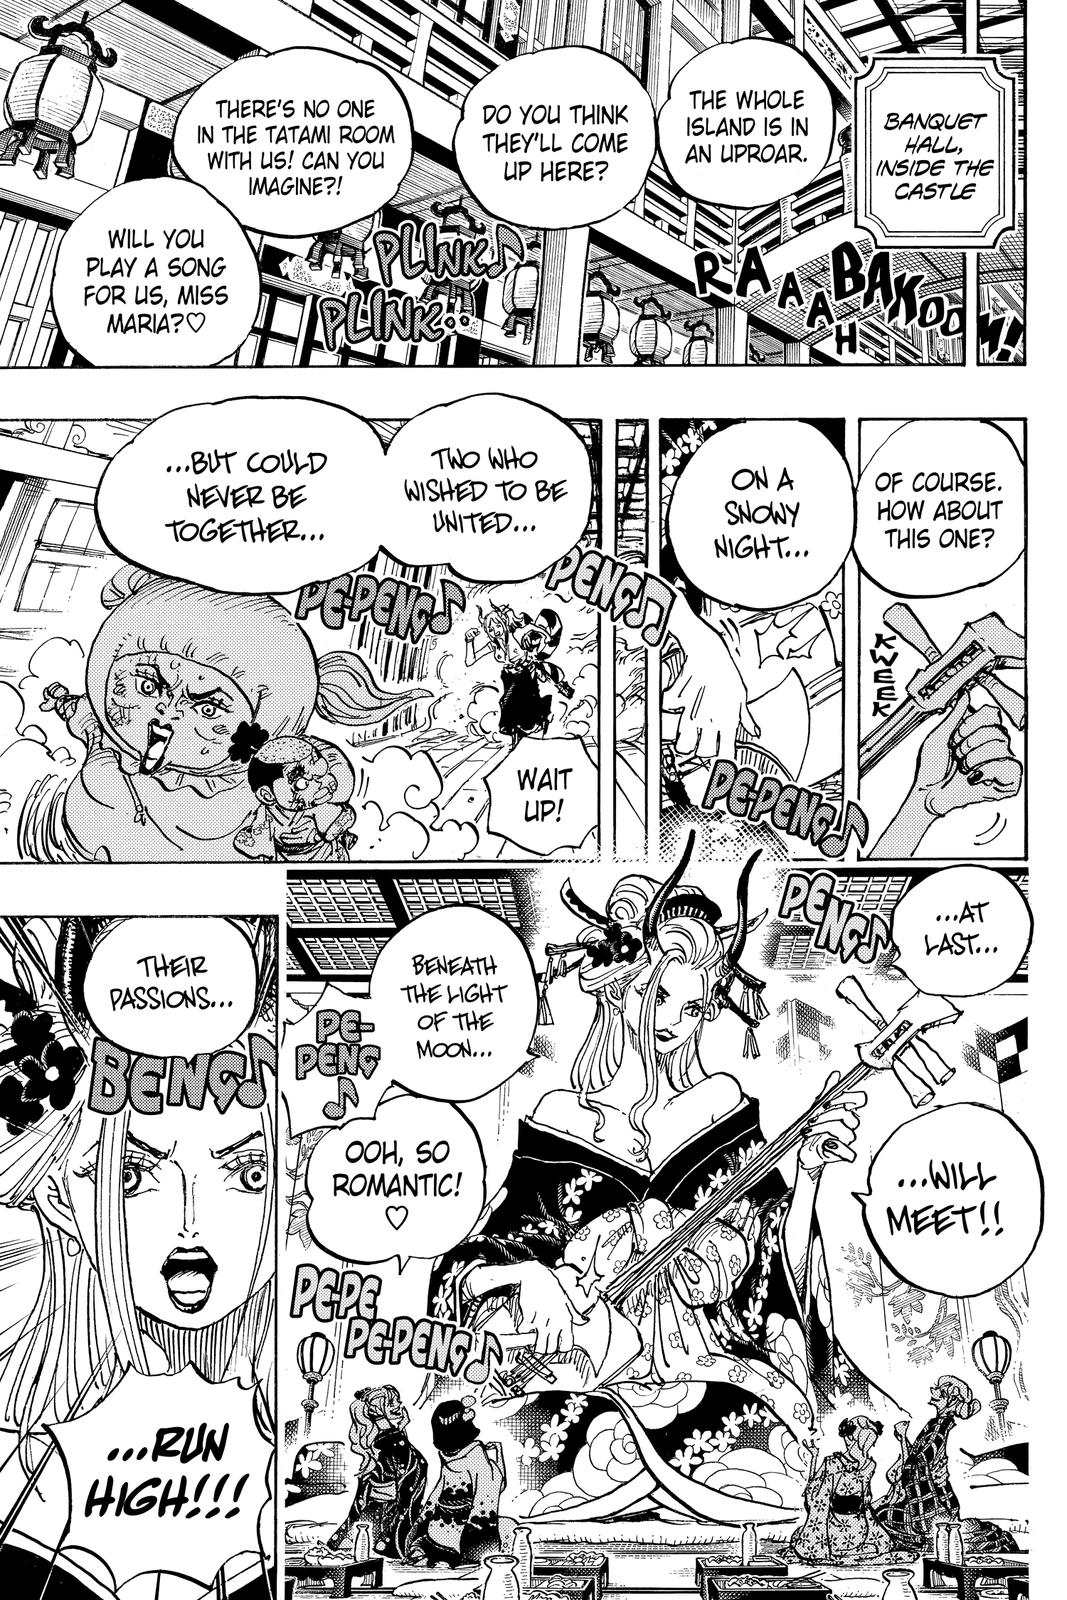 BANQUET
HALL,
INSIDE THE
CASTLE
THE WHOLE
ISLAND IS IN
AN UPROAR.
DO YOU THINK
THEY'LL COME
UP HERE?
THERE'S NO ONE
IN THE TATAMI ROOM
WITH US! CAN YOU
IMAGINE?!
WILL YOU
PLAY A SONG
FOR US, MISS
MARIA?♡
RAAAAH
BAKOOM!
PLINK♪
PLINK..
OF COURSE.
HOW ABOUT
THIS ONE?
KWEEK
ON A
SNOWY
NIGHT...
PE-PENG♪
TWO WHO
WISHED TO BE
UNITED...
...BUT COULD
NEVER BE
TOGETHER...
PENG♫
PE-PENG♪
WAIT
UP!
...AT
LAST...
PENG♪
BENEATH
THE LIGHT
OF THE
MOON...
PE-
PENG
♪
OOH, SO
ROMANTIC!
♡
...WILL
MEET!!
PE-PE
PE-PENG♪
THEIR
PASSIONS...
BENG♪
...RUN
HIGH!!!